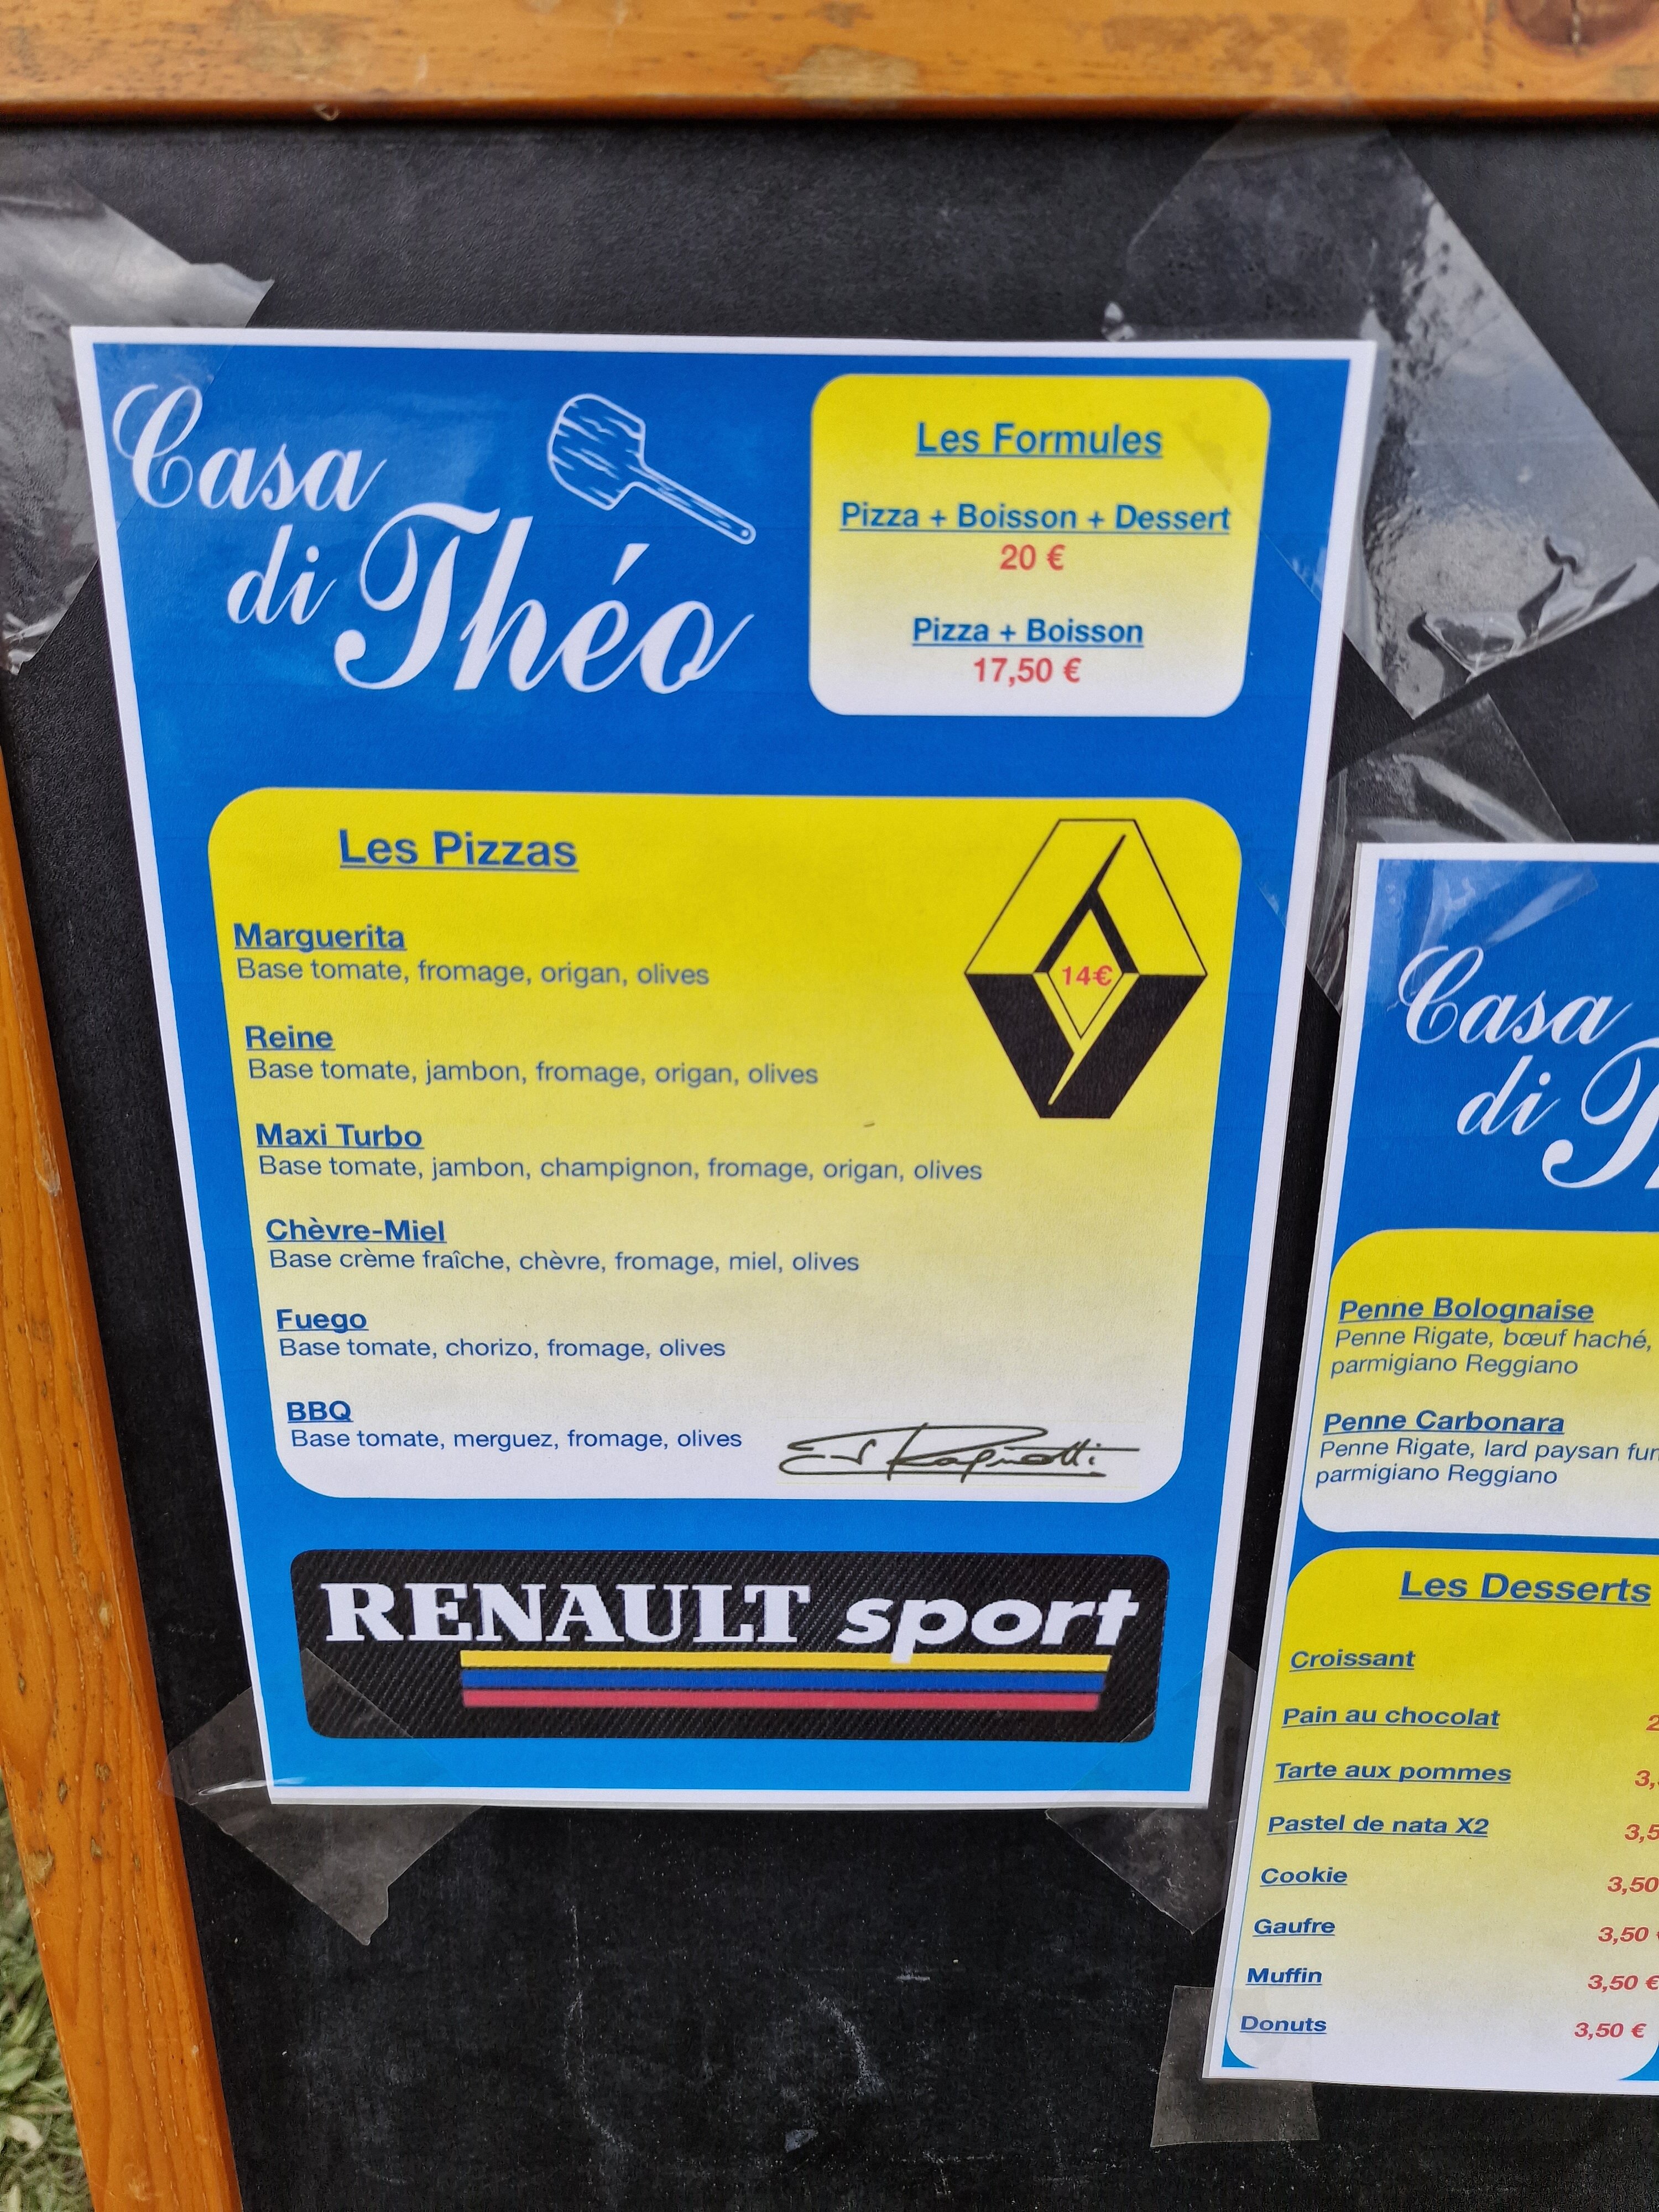 Casa
di Théo
Les Formules
Pizza + Boisson + Dessert
20 €
Pizza + Boisson
17,50 €
Les Pizzas
14€
Marguerita
Base tomate, fromage, origan, olives
Reine
Base tomate, jambon, fromage, origan, olives
Maxi Turbo
Base tomate, jambon, champignon, fromage, origan, olives
Chèvre-Miel
Base crème fraîche, chèvre, fromage, miel, olives
Fuego
Base tomate, chorizo, fromage, olives
BBQ
Base tomate, merguez, fromage, olives
RENAULT sport
Casa
di
Penne Bolognaise
Penne Rigate, bœuf haché,
parmigiano Reggiano
Penne Carbonara
Penne Rigate, lard paysan
parmigiano Reggiano
Les Desserts
Croissant
Pain au chocolat
Tarte aux pommes
Pastel de nata X2
Cookie 3,50
Gaufre 3,50
Muffin 3,50 €
Donuts 3,50 €